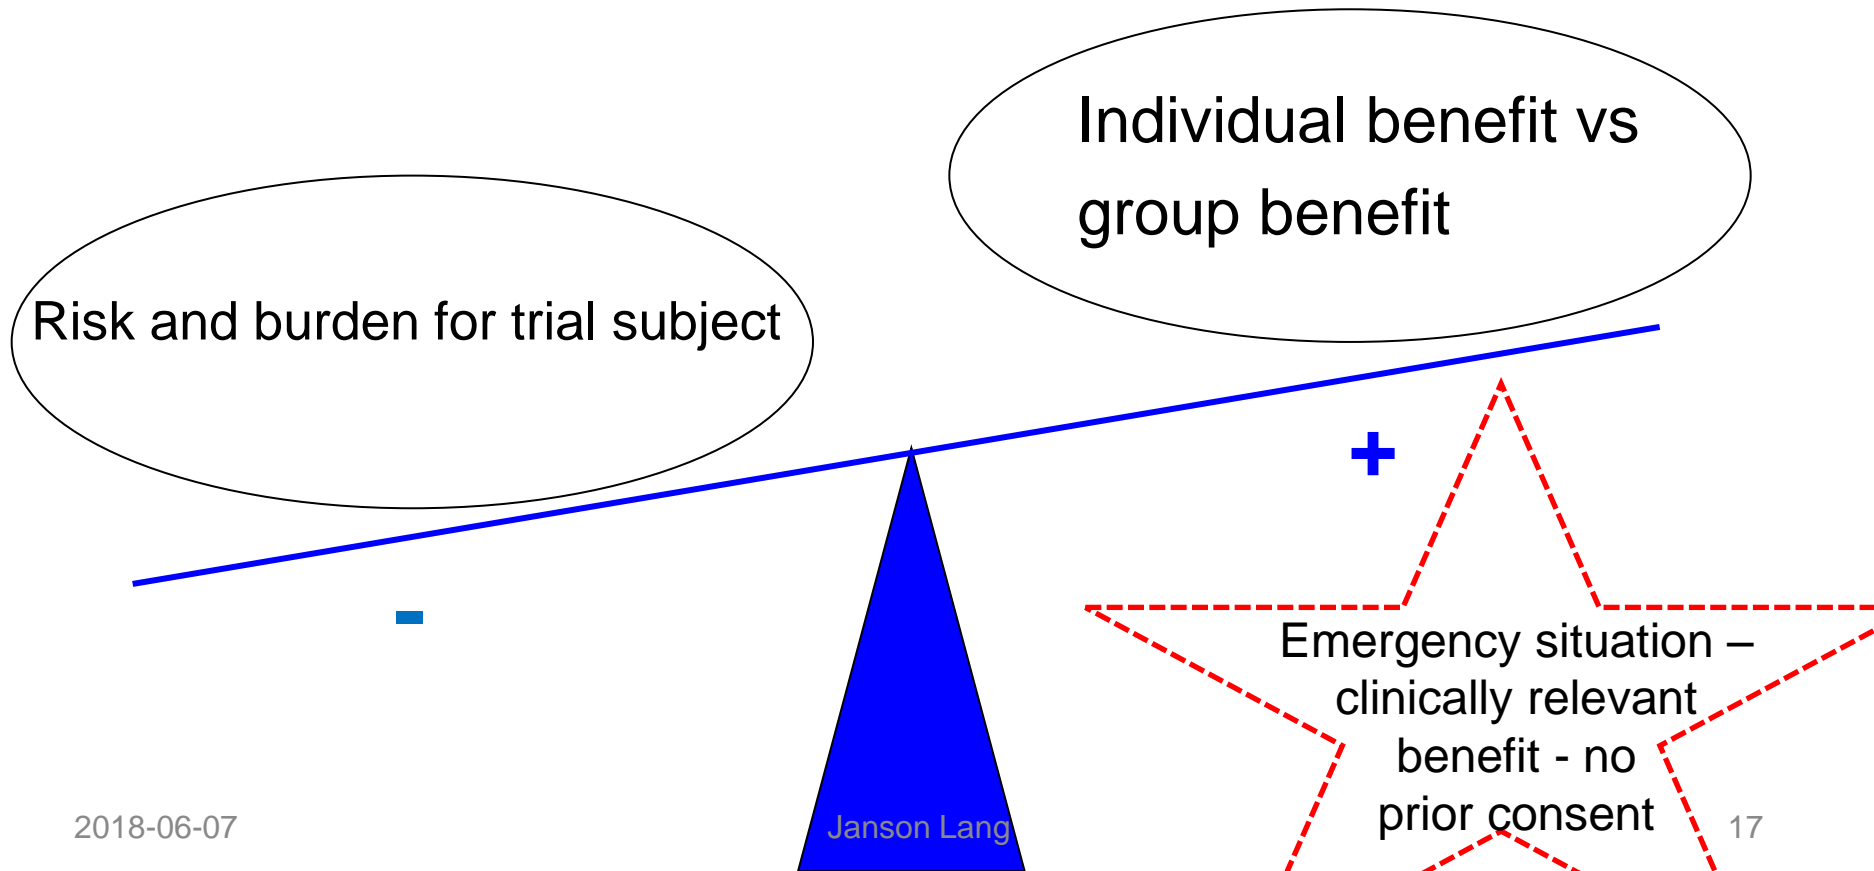 Individual benefit vs
group benefit
Risk and burden for trial subject
+
-
Emergency situation –
clinically relevant
benefit - no
prior consent
2018-06-07
Janson Lang
17